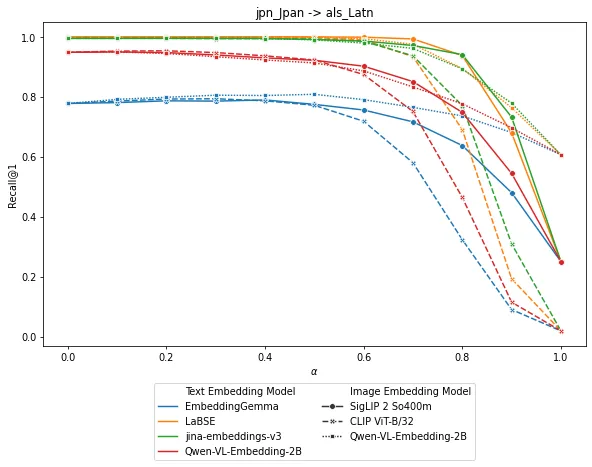 jpn_Jpan -> als_Latn
Recall@1
1.0
0.8
0.6
0.4
0.2
0.0
0.0 0.2 0.4 0.6 0.8 1.0
α
Text Embedding Model
EmbeddingGemma
LaBSE
jina-embeddings-v3
Qwen-VL-Embedding-2B
Image Embedding Model
SigLIP 2 So400m
CLIP ViT-B/32
Qwen-VL-Embedding-2B